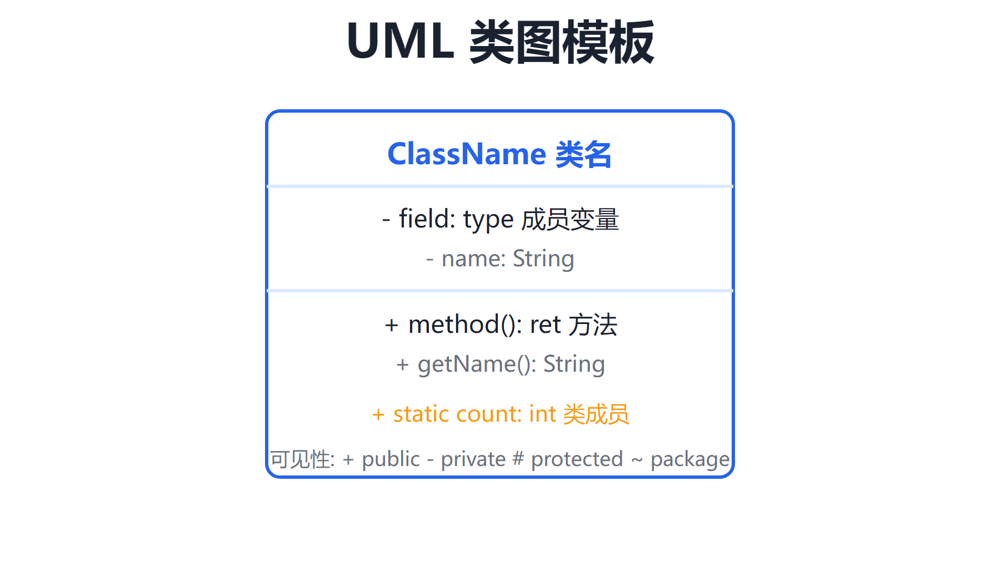 UML 类图模板
ClassName 类名
- field: type 成员变量
- name: String
+ method(): ret 方法
+ getName(): String
+ static count: int 类成员
可见性: + public - private # protected ~ package